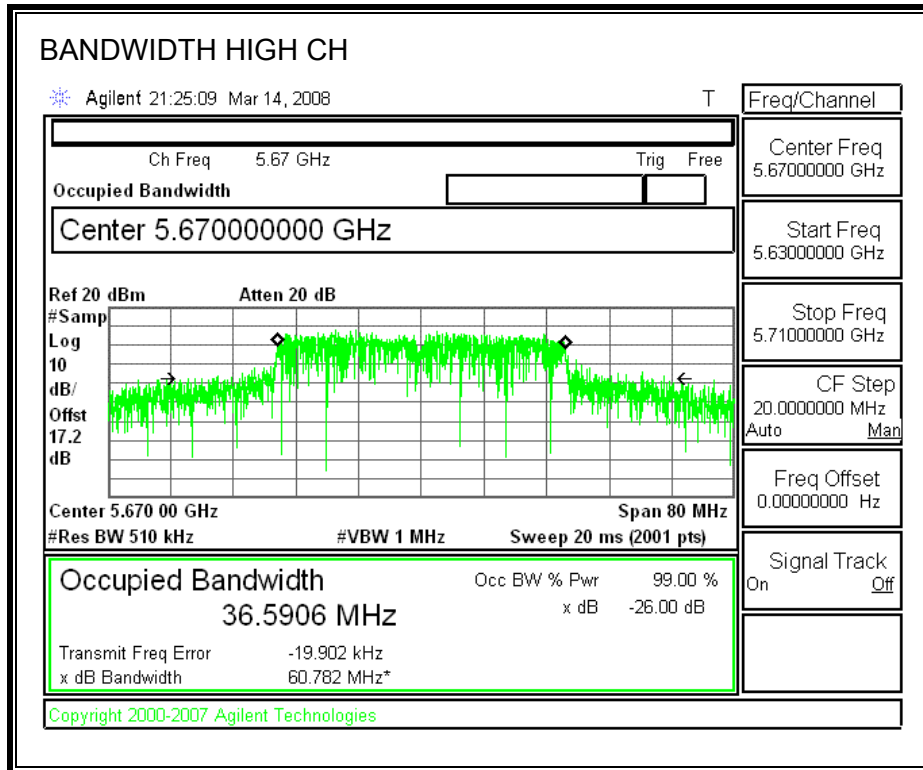 BANDWIDTH HIGH CH
Agilent 21:25:09 Mar 14, 2008 T
Freq/Channel
Ch Freq 5.67 GHz Trig Free
Occupied Bandwidth
Center 5.670000000 GHz
Ref 20 dBm Atten 20 dB
#Samp
Log
10
dB/
Offst
17.2
dB
Center 5.670 00 GHz Span 80 MHz
#Res BW 510 kHz #VBW 1 MHz Sweep 20 ms (2001 pts)
Occupied Bandwidth Occ BW % Pwr 99.00 %
36.5906 MHz x dB -26.00 dB
Transmit Freq Error -19.902 kHz
x dB Bandwidth 60.782 MHz*
Center Freq
5.67000000 GHz
Start Freq
5.63000000 GHz
Stop Freq
5.71000000 GHz
CF Step
20.0000000 MHz
Auto Man
Freq Offset
0.00000000 Hz
Signal Track
On Off
Copyright 2000-2007 Agilent Technologies